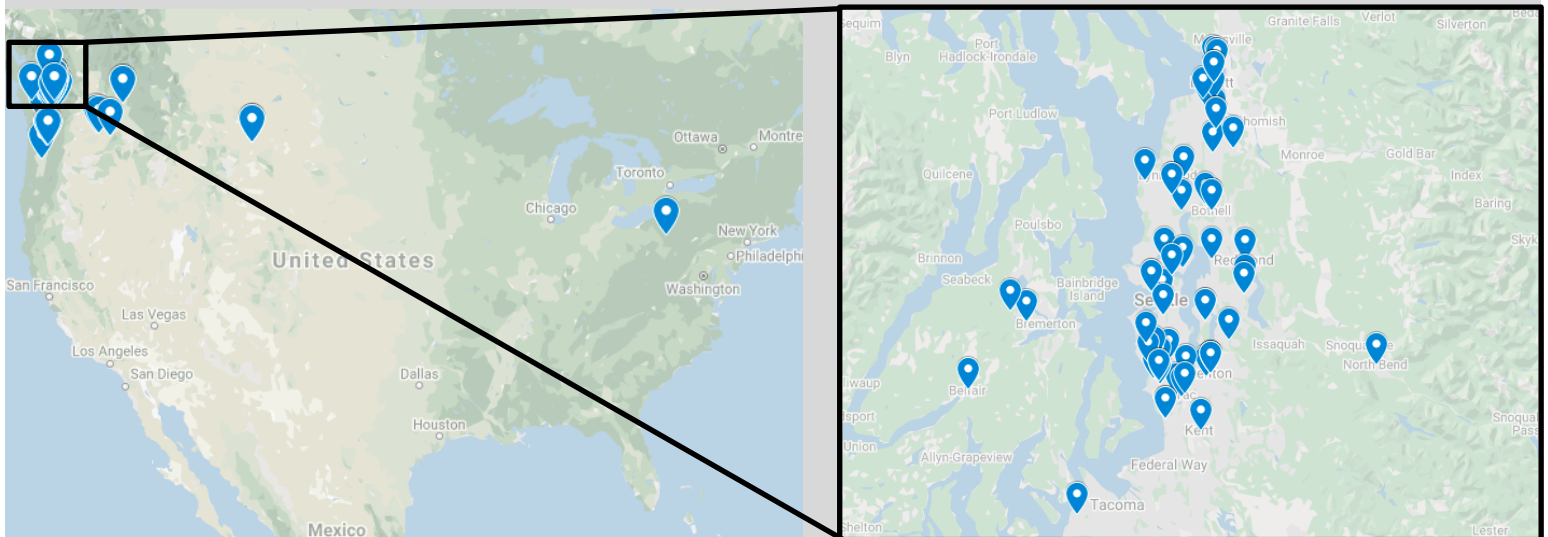 Ottawa
Montre
Toronto
Chicago
New York
Philadelphi
United States
Washington
San Francisco
Las Vegas
Los Angeles
San Diego
Dallas
Houston
Mexico
Sequim
Granite Falls
Verlot
Silverton
Blyn
Port
Hadlock-Irondale
Port Ludlow
Monroe
Gold Bar
Quilcene
Index
Bothell
Baring
Poulsbo
Brinnon
Seabeck
Bainbridge
Island
Bremerton
Issaquah
North Bend
Belfair
Kent
Union
Allyn-Grapeview
Federal Way
Snoqual
Pass
Tacoma
Shelton
Lester